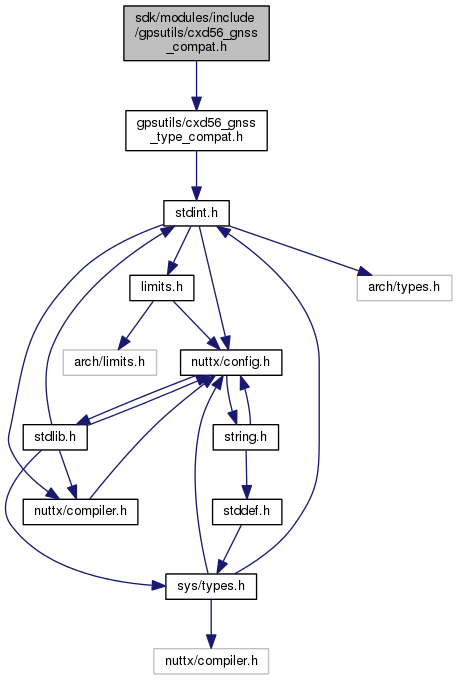 sdk/modules/include
/gpsutils/cxd56_gnss
_compat.h
gpsutils/cxd56_gnss
_type_compat.h
stdint.h
limits.h
arch/types.h
arch/limits.h
nuttx/config.h
stdlib.h
string.h
nuttx/compiler.h
stddef.h
sys/types.h
nuttx/compiler.h